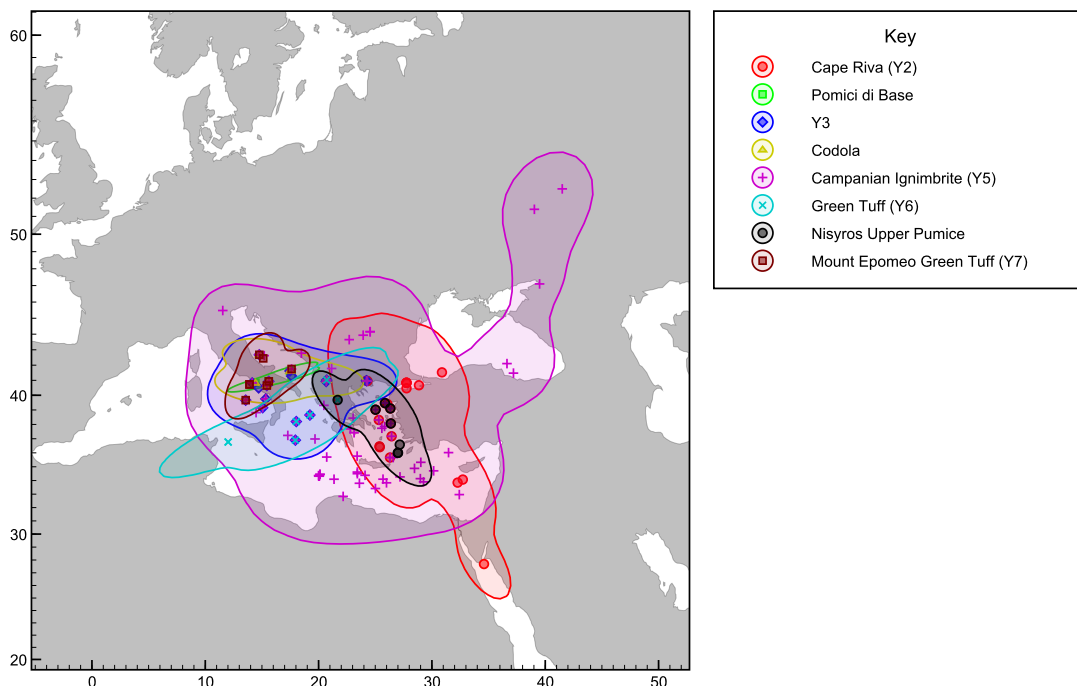 60
50
40
30
20
0
10
20
30
40
50
Key
Cape Riva (Y2)
Pomici di Base
Y3
Codola
Campanian Ignimbrite (Y5)
Green Tuff (Y6)
Nisyros Upper Pumice
Mount Epomeo Green Tuff (Y7)